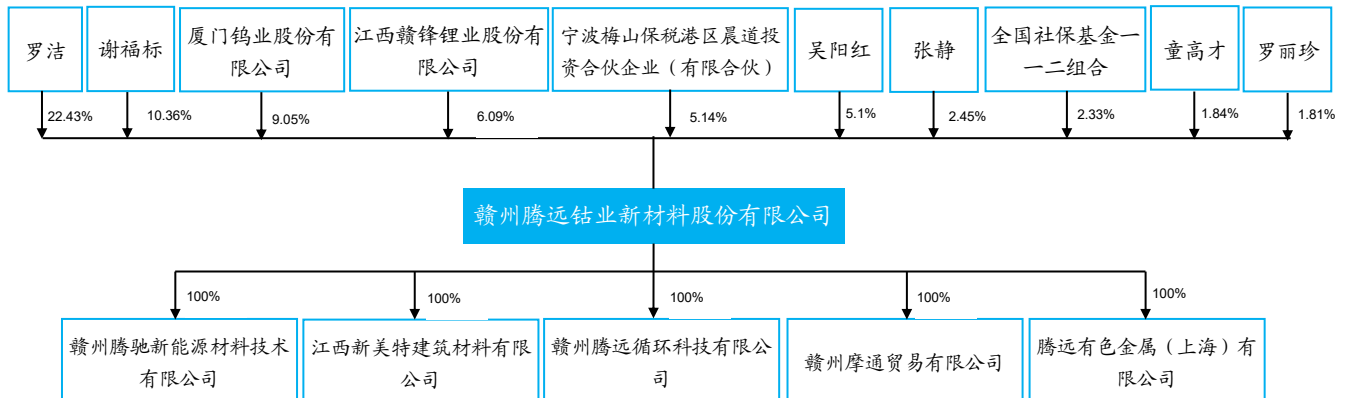 罗洁
谢福标
厦门钨业股份有
限公司
江西赣锋锂业股份有
限公司
宁波梅山保税港区晨道投
资合伙企业（有限合伙）
吴阳红
张静
全国社保基金一
一二组合
童高才
罗丽珍
22.43%
10.36%
9.05%
6.09%
5.14%
5.1%
2.45%
2.33%
1.84%
1.81%
赣州腾远钴业新材料股份有限公司
100%
100%
100%
100%
100%
赣州腾驰新能源材料技术
有限公司
江西新美特建筑材料有限
公司
赣州腾远循环科技有限公
司
赣州摩通贸易有限公司
腾远有色金属（上海）有
限公司